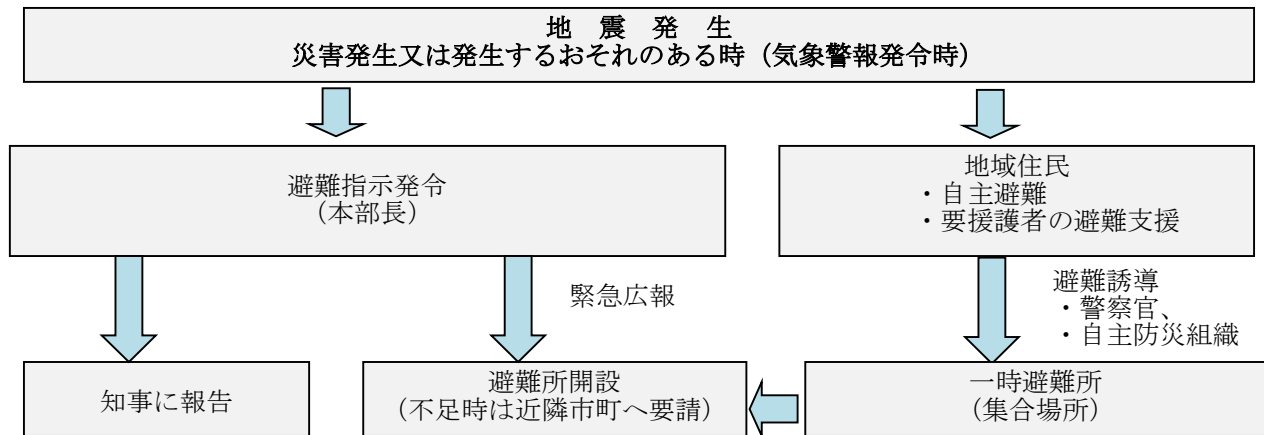 地　震　発　生
災害発生又は発生するおそれのある時（気象警報発令時）
避難指示発令
（本部長）
地域住民
・自主避難
・要援護者の避難支援
緊急広報
避難誘導
・警察官、
・自主防災組織
知事に報告
避難所開設
（不足時は近隣市町へ要請）
一時避難所
（集合場所）